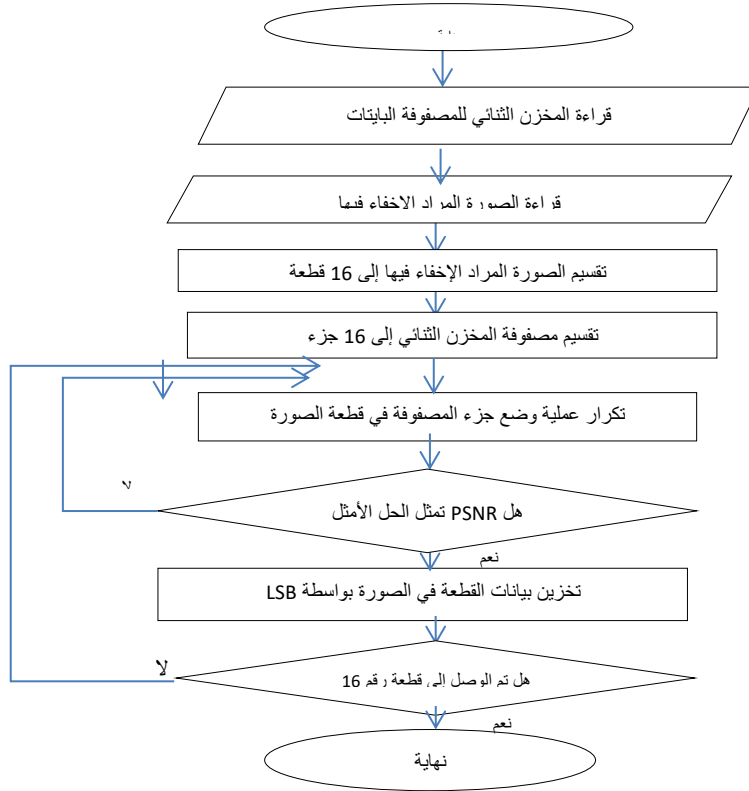 قراءة المخزن الثنائي للمصفوفة البايتات
قراءة الصورة المراد الاخفاء فيها
تقسيم الصورة المراد الإخفاء فيها إلى 16 قطعة
تقسيم مصفوفة المخزن الثنائي إلى 16 جزء
تكرار عملية وضع جزء المصفوفة في قطعة الصورة
لا
هل PSNR تمثل الحل الأمثل
نعم
تخزين بيانات القطعة في الصورة بواسطة LSB
لا
هل تم الوصل إلى قطعة رقم 16
نعم
نهاية